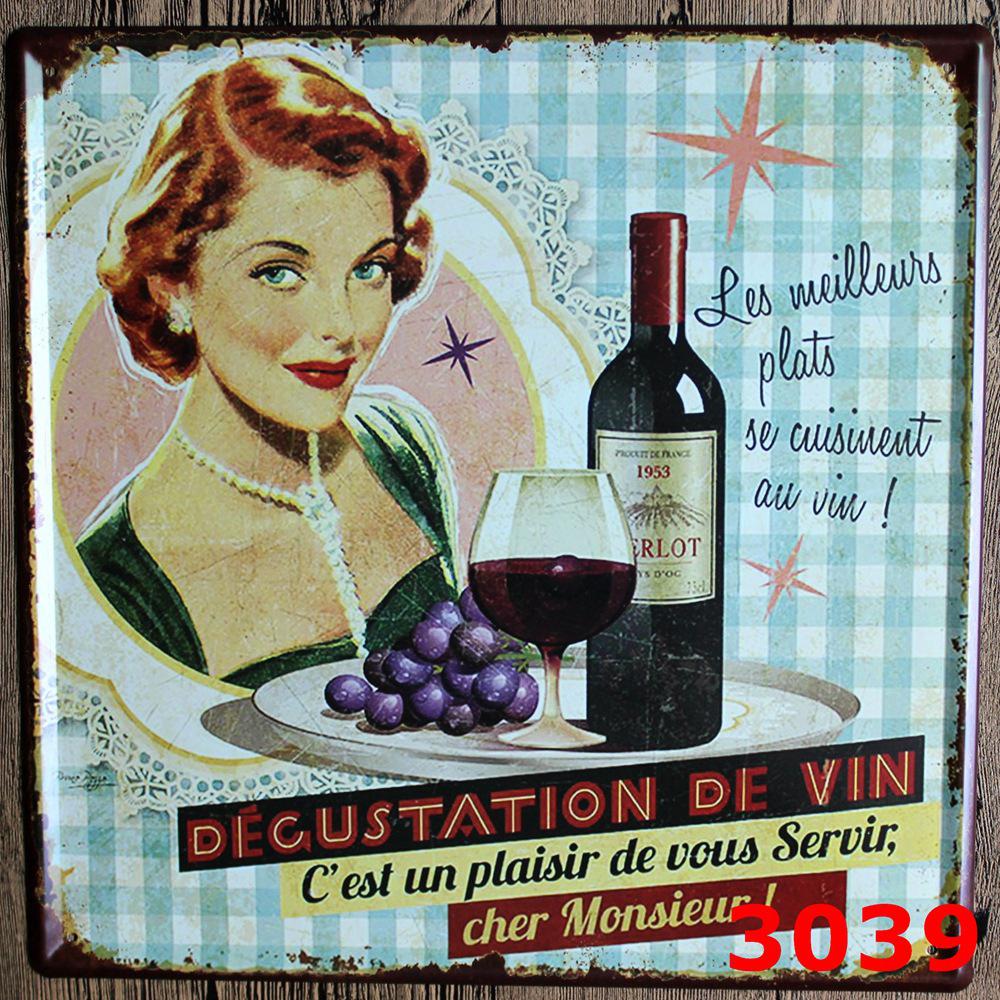 Les meilleurs
plats
se cuisinent
au vin !
PRODUIT DE FRANCE
1953
ERLOT
YS D'OC
75cl
DÉGUSTATION DE VIN
C'est un plaisir de vous Servir,
cher Monsieur !
3039